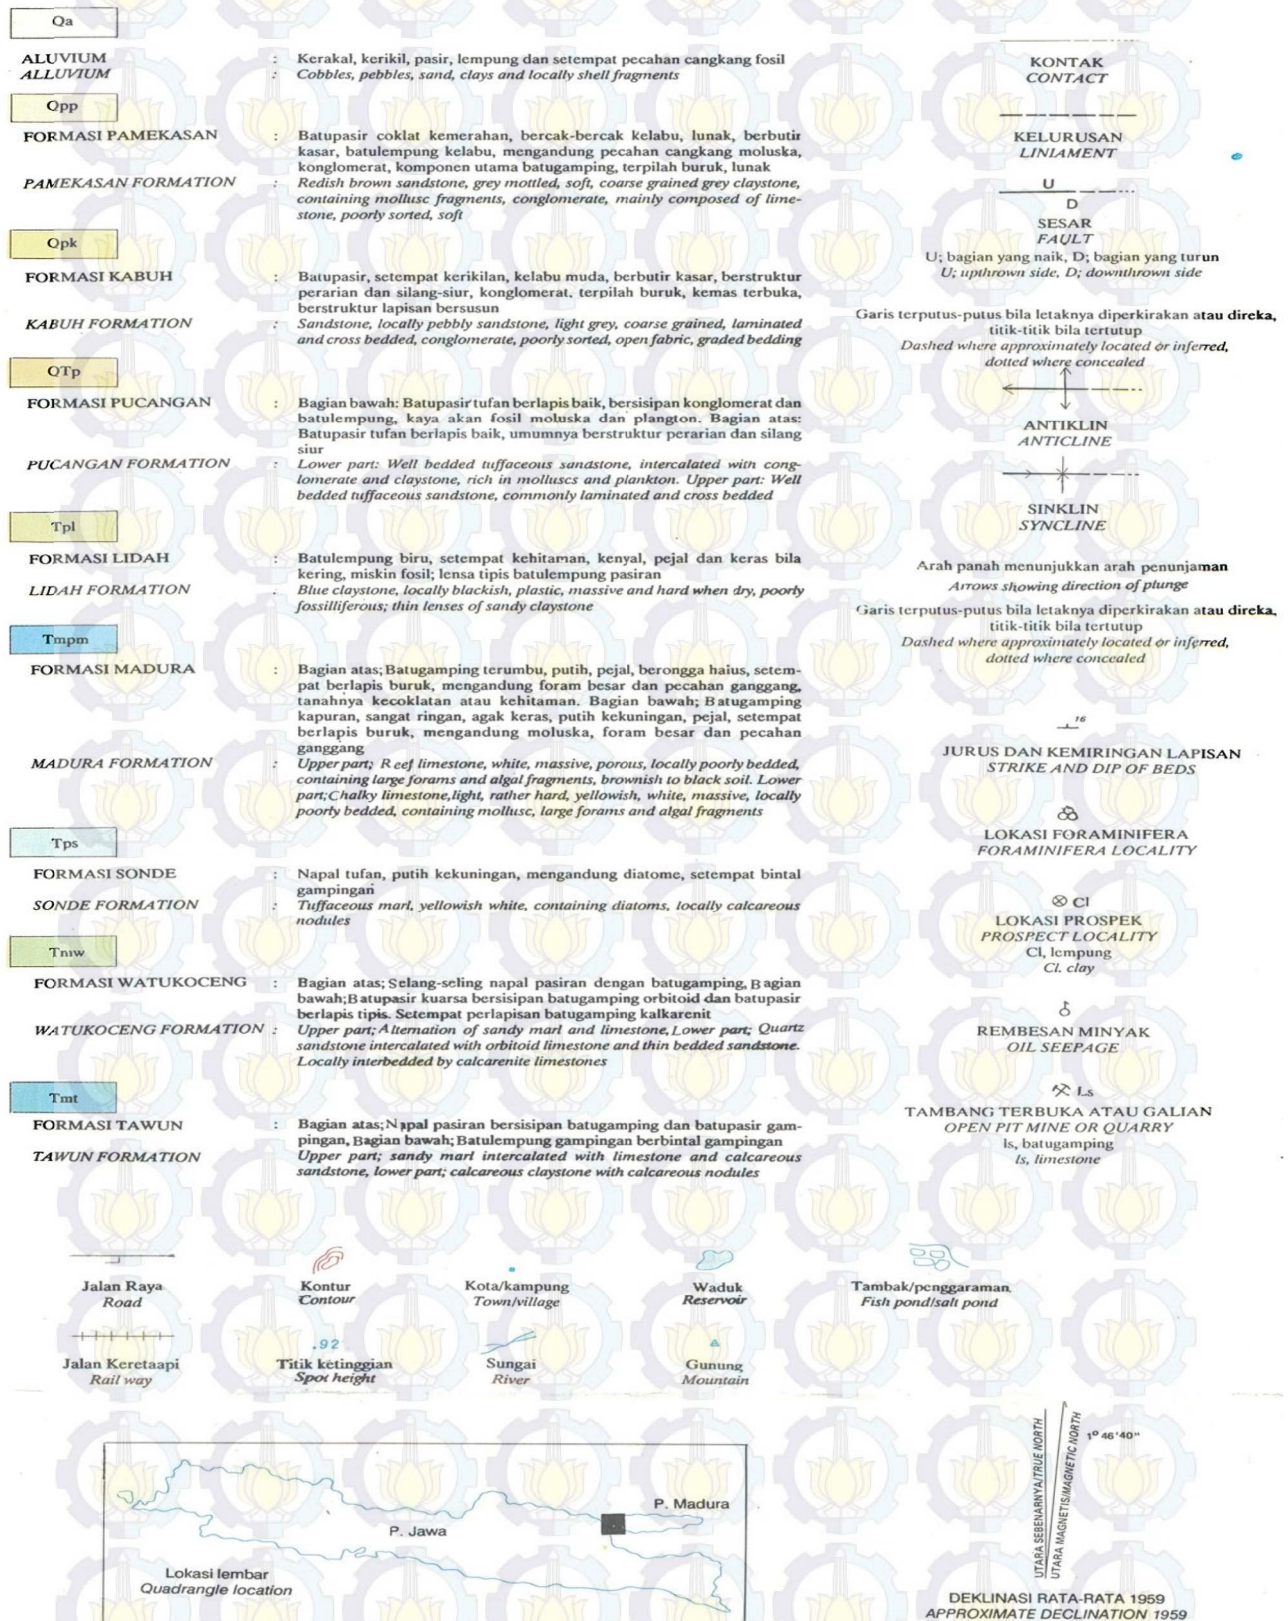 Qa
ALUVIUM : Kerakal, kerikil, pasir, lempung dan setempat pecahan cangkang fosil
ALLUVIUM : Cobbles, pebbles, sand, clays and locally shell fragments
Qpp
FORMASI PAMEKASAN : Batupasir coklat kemerahan, bercak-bercak kelabu, lunak, berbutir
kasar, batulempung kelabu, mengandung pecahan cangkang moluska,
konglomerat, komponen utama batugamping, terpilah buruk, lunak
PAMEKASAN FORMATION : Redish brown sandstone, grey mottled, soft, coarse grained grey claystone,
containing mollusc fragments, conglomerate, mainly composed of lime-
stone, poorly sorted, soft
Qpk
FORMASI KABUH : Batupasir, setempat kerikilan, kelabu muda, berbutir kasar, berstruktur
perarian dan silang-siur, konglomerat, terpilah buruk, kemas terbuka,
berstruktur lapisan bersusun
KABUH FORMATION : Sandstone, locally pebbly sandstone, light grey, coarse grained, laminated
and cross bedded, conglomerate, poorly sorted, open fabric, graded bedding
QTp
FORMASI PUCANGAN : Bagian bawah: Batupasir tufan berlapis baik, bersisipan konglomerat dan
batulempung, kaya akan fosil moluska dan plangton. Bagian atas:
Batupasir tufan berlapis baik, umumnya berstruktur perarian dan silang
siur
PUCANGAN FORMATION : Lower part: Well bedded tuffaceous sandstone, intercalated with cong-
lomerate and claystone, rich in molluscs and plankton. Upper part: Well
bedded tuffaceous sandstone, commonly laminated and cross bedded
Tpl
FORMASI LIDAH : Batulempung biru, setempat kehitaman, kenyal, pejal dan keras bila
kering, miskin fosil; lensa tipis batulempung pasiran
LIDAH FORMATION : Blue claystone, locally blackish, plastic, massive and hard when dry, poorly
fossilliferous; thin lenses of sandy claystone
Tmpm
FORMASI MADURA : Bagian atas; Batugamping terumbu, putih, pejal, berongga haius, setem-
pat berlapis buruk, mengandung foram besar dan pecahan ganggang,
tanahnya kecoklatan atau kehitaman. Bagian bawah; Batugamping
kapuran, sangat ringan, agak keras, putih kekuningan, pejal, setempat
berlapis buruk, mengandung moluska, foram besar dan pecahan
ganggang
MADURA FORMATION : Upper part; Reef limestone, white, massive, porous, locally poorly bedded,
containing large forams and algal fragments, brownish to black soil. Lower
part; Chalky limestone, light, rather hard, yellowish, white, massive, locally
poorly bedded, containing mollusc, large forams and algal fragments
Tps
FORMASI SONDE : Napal tufan, putih kekuningan, mengandung diatome, setempat bintal
gampingan
SONDE FORMATION : Tuffaceous marl, yellowish white, containing diatoms, locally calcareous
nodules
Tmw
FORMASI WATUKOCENG : Bagian atas; Selang-seling napal pasiran dengan batugamping, Bagian
bawah; Batupasir kuarsa bersisipan batugamping orbitoid dan batupasir
berlapis tipis. Setempat perlapisan batugamping kalkarenit
WATUKOCENG FORMATION : Upper part; Alternation of sandy marl and limestone, Lower part; Quartz
sandstone intercalated with orbitoid limestone and thin bedded sandstone.
Locally interbedded by calcarenite limestones
Tmt
FORMASI TAWUN : Bagian atas; Napal pasiran bersisipan batugamping dan batupasir gam-
pingan, Bagian bawah; Batulempung gampingan berbintal gampingan
TAWUN FORMATION Upper part; sandy marl intercalated with limestone and calcareous
sandstone, lower part; calcareous claystone with calcareous nodules
KONTAK
CONTACT
KELURUSAN
LINIAMENT
U
D
SESAR
FAULT
U; bagian yang naik, D; bagian yang turun
U; upthrown side, D; downthrown side
Garis terputus-putus bila letaknya diperkirakan atau direka,
titik-titik bila tertutup
Dashed where approximately located or inferred,
dotted where concealed
ANTIKLIN
ANTICLINE
SINKLIN
SYNCLINE
Arah panah menunjukkan arah penunjaman
Arrows showing direction of plunge
Garis terputus-putus bila letaknya diperkirakan atau direka,
titik-titik bila tertutup
Dashed where approximately located or inferred,
dotted where concealed
16
JURUS DAN KEMIRINGAN LAPISAN
STRIKE AND DIP OF BEDS
LOKASI FORAMINIFERA
FORAMINIFERA LOCALITY
Cl
LOKASI PROSPEK
PROSPECT LOCALITY
Cl, lempung
Cl. clay
REMBESAN MINYAK
OIL SEEPAGE
Ls
TAMBANG TERBUKA ATAU GALIAN
OPEN PIT MINE OR QUARRY
ls, batugamping
ls, limestone
Jalan Raya
Road
Kontur
Contour
Kota/kampung
Town/village
Waduk
Reservoir
Tambak/penggaraman
Fish pond/salt pond
Jalan Keretaapi
Rail way
.92
Titik ketinggian
Spot height
Sungai
River
Gunung
Mountain
P. Madura
P. Jawa
Lokasi lembar
Quadrangle location
UTARA SEBENARNYA/TRUE NORTH
UTARA MAGNETIS/MAGNETIC NORTH
1° 46'40"
DEKLINASI RATA-RATA 1959
APPROXIMATE DECLINATION 1959